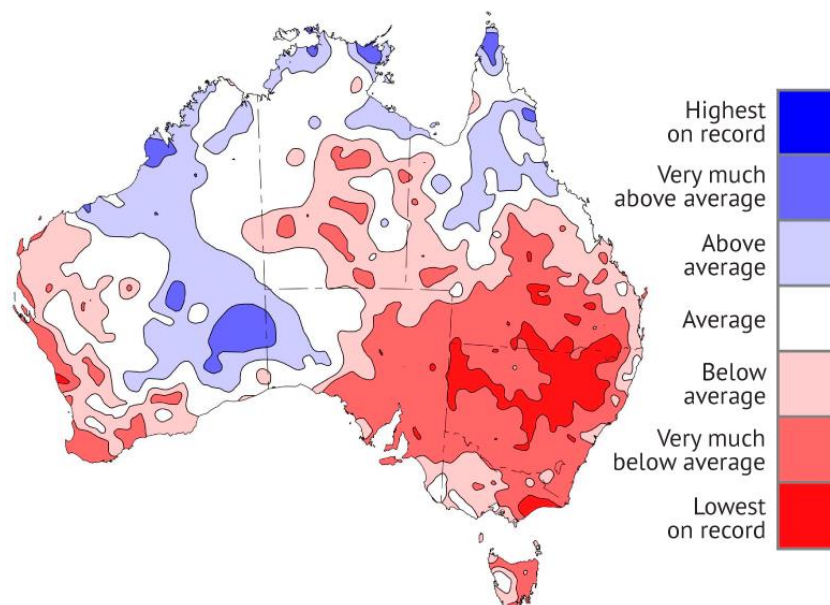 Highest
on record
Very much
above average
Above
average
Average
Below
average
Very much
below average
Lowest
on record